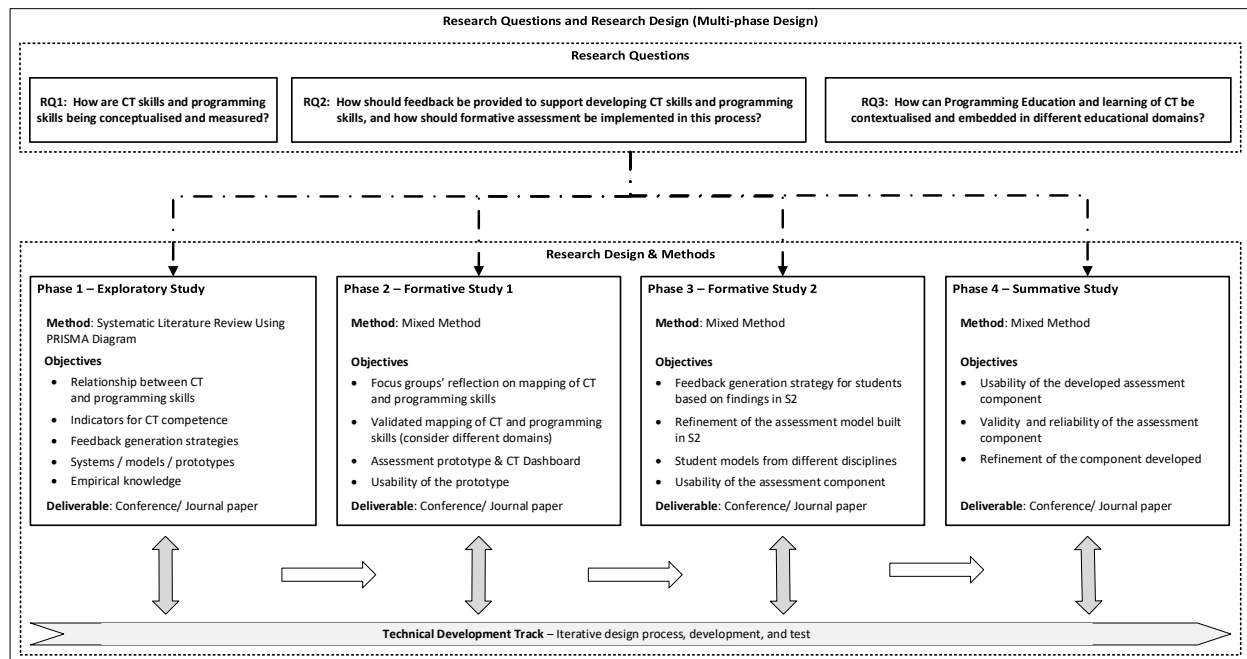 Research Questions and Research Design (Multi-phase Design)
Research Questions
RQ1: How are CT skills and programming
skills being conceptualised and measured?
RQ2: How should feedback be provided to support developing CT skills and programming
skills, and how should formative assessment be implemented in this process?
RQ3: How can Programming Education and learning of CT be
contextualised and embedded in different educational domains?
Research Design & Methods
Phase 1 – Exploratory Study
Method: Systematic Literature Review Using
PRISMA Diagram
Objectives
• Relationship between CT
and programming skills
• Indicators for CT competence
• Feedback generation strategies
• Systems / models / prototypes
• Empirical knowledge
Deliverable: Conference/ Journal paper
Phase 2 – Formative Study 1
Method: Mixed Method
Objectives
• Focus groups’ reflection on mapping of CT
and programming skills
• Validated mapping of CT and programming
skills (consider different domains)
• Assessment prototype & CT Dashboard
• Usability of the prototype
Deliverable: Conference/ Journal paper
Phase 3 – Formative Study 2
Method: Mixed Method
Objectives
• Feedback generation strategy for students
based on findings in S2
• Refinement of the assessment model built
in S2
• Student models from different disciplines
• Usability of the assessment component
Deliverable: Conference/ Journal paper
Phase 4 – Summative Study
Method: Mixed Method
Objectives
• Usability of the developed assessment
component
• Validity and reliability of the assessment
component
• Refinement of the component developed
Deliverable: Conference/ Journal paper
Technical Development Track – Iterative design process, development, and test